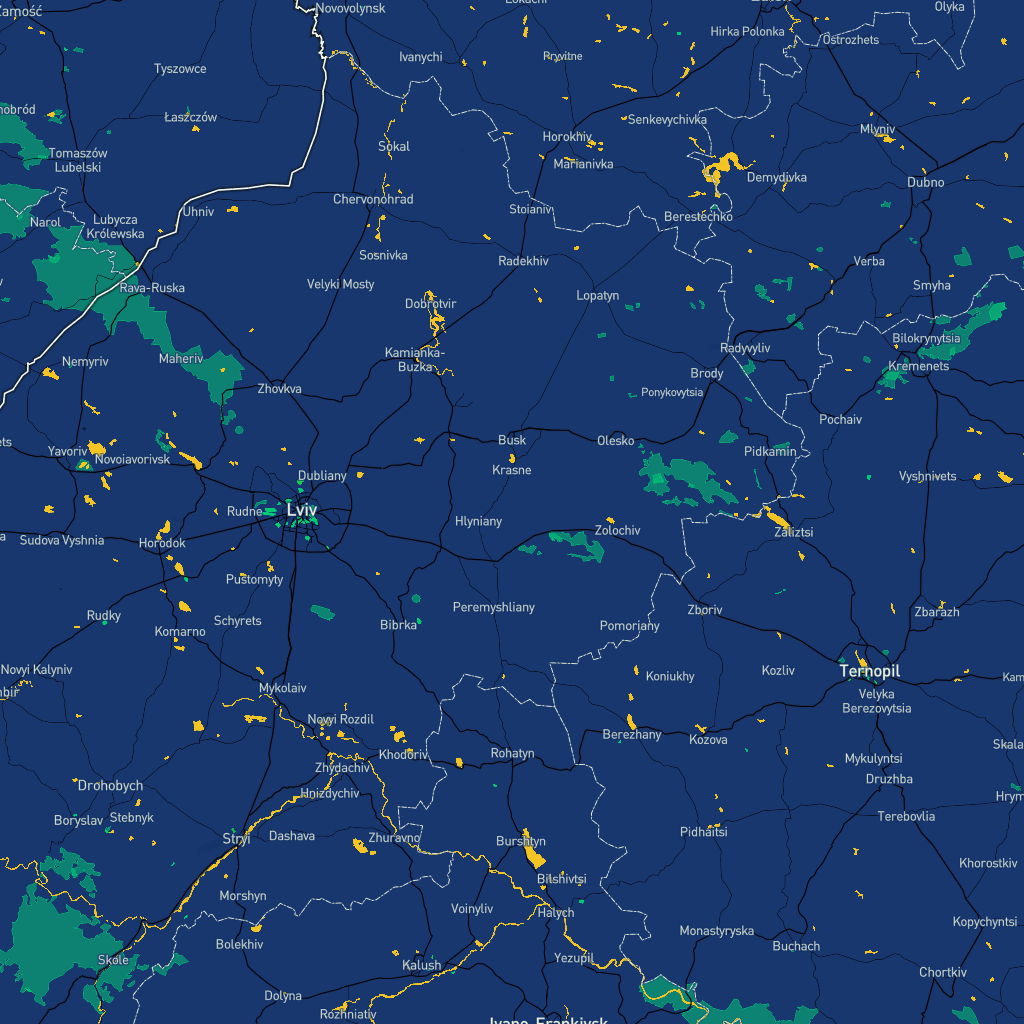 Zamość
Novovolynsk
Olyka
Hirka Polonka
Ostrozhets
Ivanychi
Tyszowce
Łaszczów
Senkevychivka
Horokhiv
Marianivka
Mlyniv
Sokal
Tomaszów
Lubelski
Demydivka
Dubno
Chervonohrad
Stoianiv
Berestechko
Uhniv
Lubycza
Królewska
Narol
Sosnivka
Radekhiv
Verba
Rava-Ruska
Velyki Mosty
Lopatyn
Smyha
Dobrotvir
Bilokrynytsia
Radyvyliv
Kamianka-
Buzka
Nemyriv
Maheriv
Kremenets
Brody
Zhovkva
Ponykovytsia
Pochaiv
Busk
Olesko
Yavoriv
Novoiavorivsk
Pidkamin
Krasne
Dubliany
Vyshnivets
Rudne
Lviv
Hlyniany
Zolochiv
Zaliztsi
Sudova Vyshnia
Horodok
Pustomyty
Peremyshliany
Zboriv
Zbarazh
Rudky
Schyrets
Komarno
Bibrka
Pomoriany
Novyi Kalyniv
Koniukhy
Kozliv
Ternopil
Mykolaiv
Velyka
Berezovytsia
Novyi Rozdil
Berezhany
Kozova
Khodoriv
Rohatyn
Mykulyntsi
Zhydachiv
Druzhba
Drohobych
Hnizdychiv
Terebovlia
Boryslav
Stebnyk
Stryi
Dashava
Zhuravno
Burshtyn
Pidhaitsi
Khorostkiv
Bilshivtsi
Morshyn
Voinyliv
Halych
Kopychyntsi
Monastyryska
Bolekhiv
Buchach
Skole
Kalush
Yezupil
Chortkiv
Dolyna
Rozhniativ
Ivano-Frankivsk